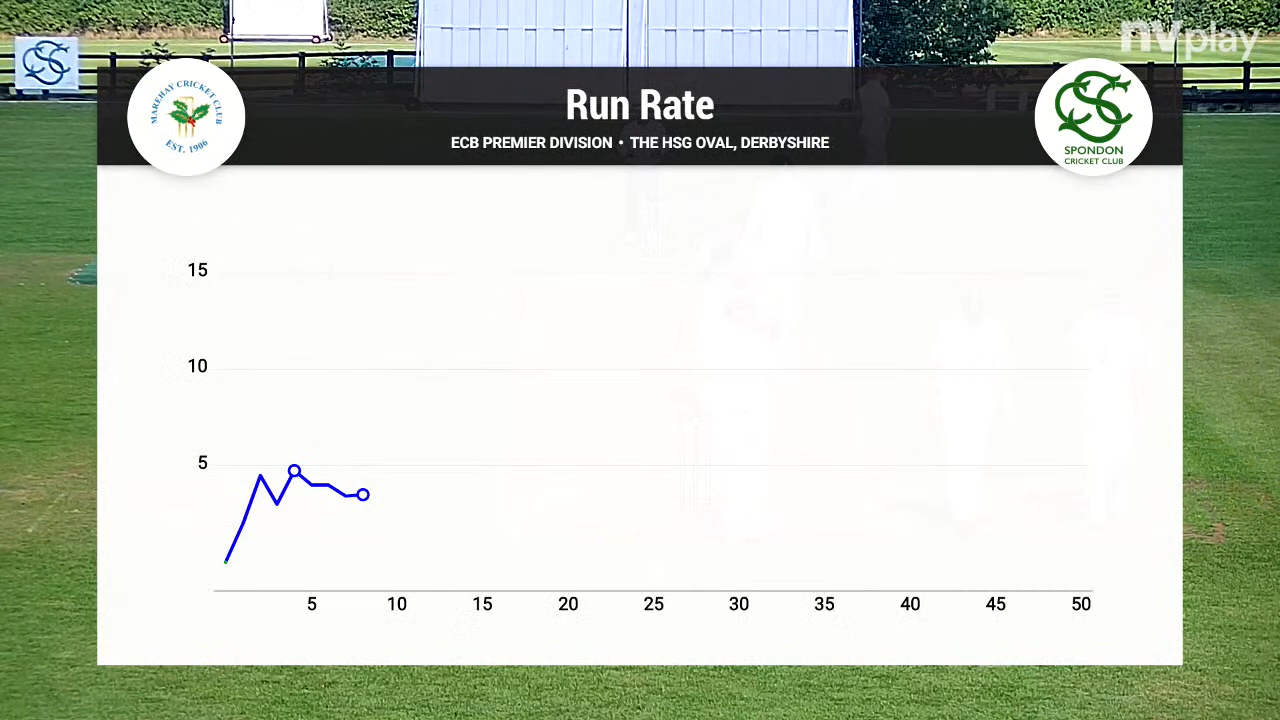 nvplay
MAREHAY CRICKET CLUB
EST. 1906
Run Rate
ECB PREMIER DIVISION • THE HSG OVAL, DERBYSHIRE
SPONDON
CRICKET CLUB
15
10
5
5 10 15 20 25 30 35 40 45 50